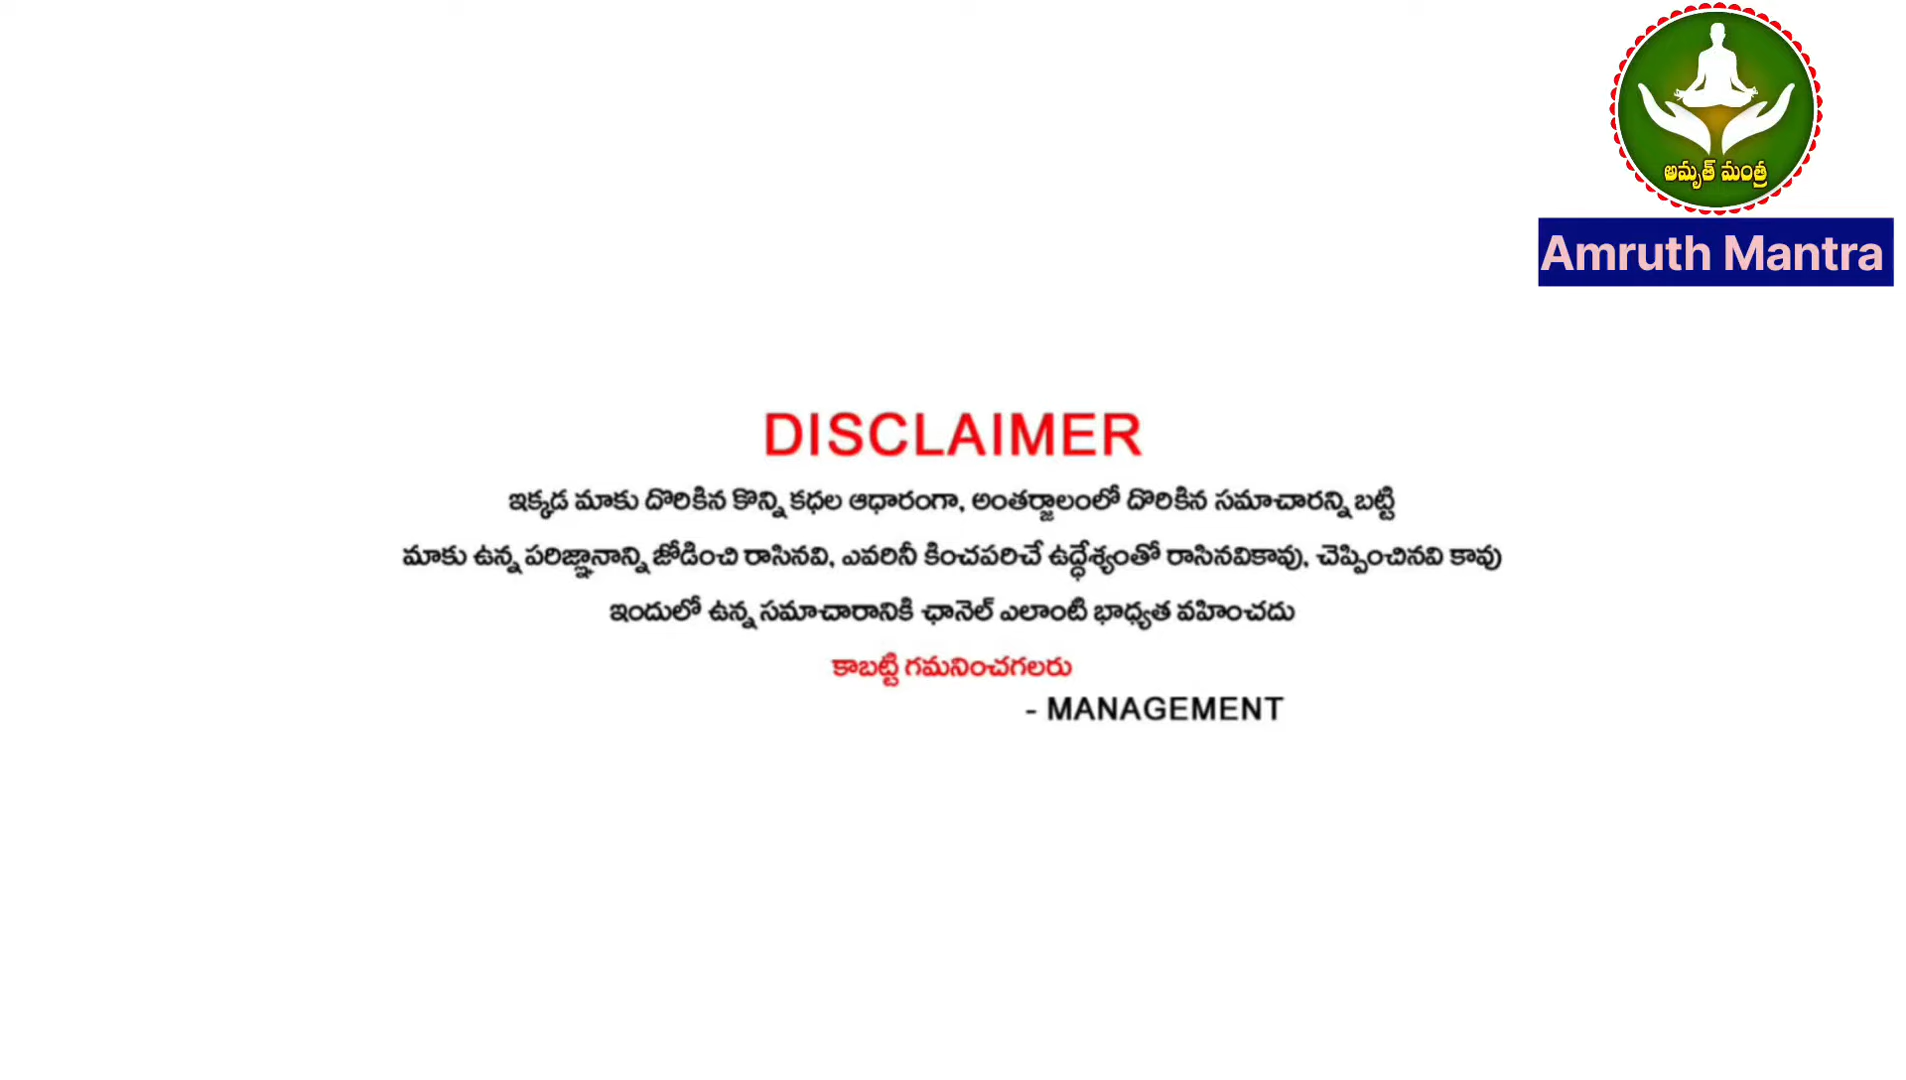 అమృత్ మంత్ర
Amruth Mantra
DISCLAIMER
ఇక్కడ మాకు దొరికిన కొన్ని కధల ఆధారంగా, అంతర్జాలంలో దొరికిన సమాచారాన్ని బట్టి
మాకు ఉన్న పరిజ్ఞానాన్ని జోడించి రాసినవి, ఎవరినీ కించపరిచే ఉద్ధేశ్యంతో రాసినవికావు, చెప్పించినవి కావు
ఇందులో ఉన్న సమాచారానికి ఛానెల్ ఎలాంటి భాధ్యత వహించదు
కాబట్టి గమనించగలరు
- MANAGEMENT